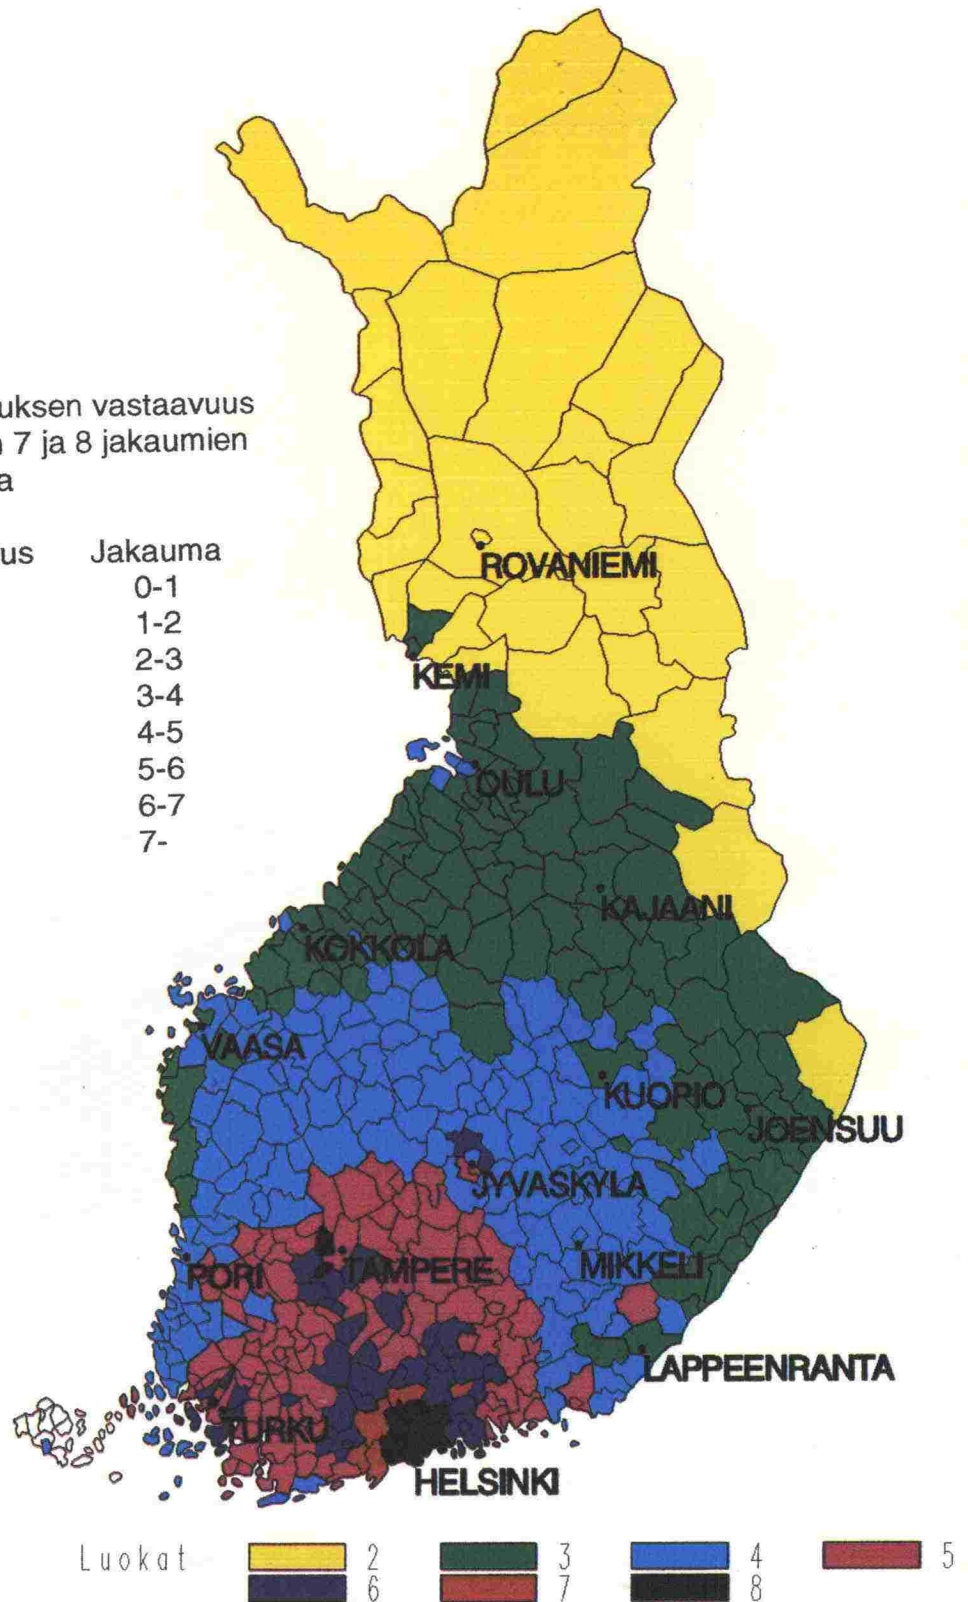 uksen vastaavuus
7 ja 8 jakaumien
us Jakauma
0-1
1-2
2-3
3-4
4-5
5-6
6-7
7-
ROVANIEMI
KEMI
OULU
KAJAANI
KOKKOLA
VAASA
KUOPIO
JOENSUU
JYVASKYLA
PORI
TAMPERE
MIKKELI
LAPPEENRANTA
TURKU
HELSINKI
Luokat 2 3 4 5
6 7 8